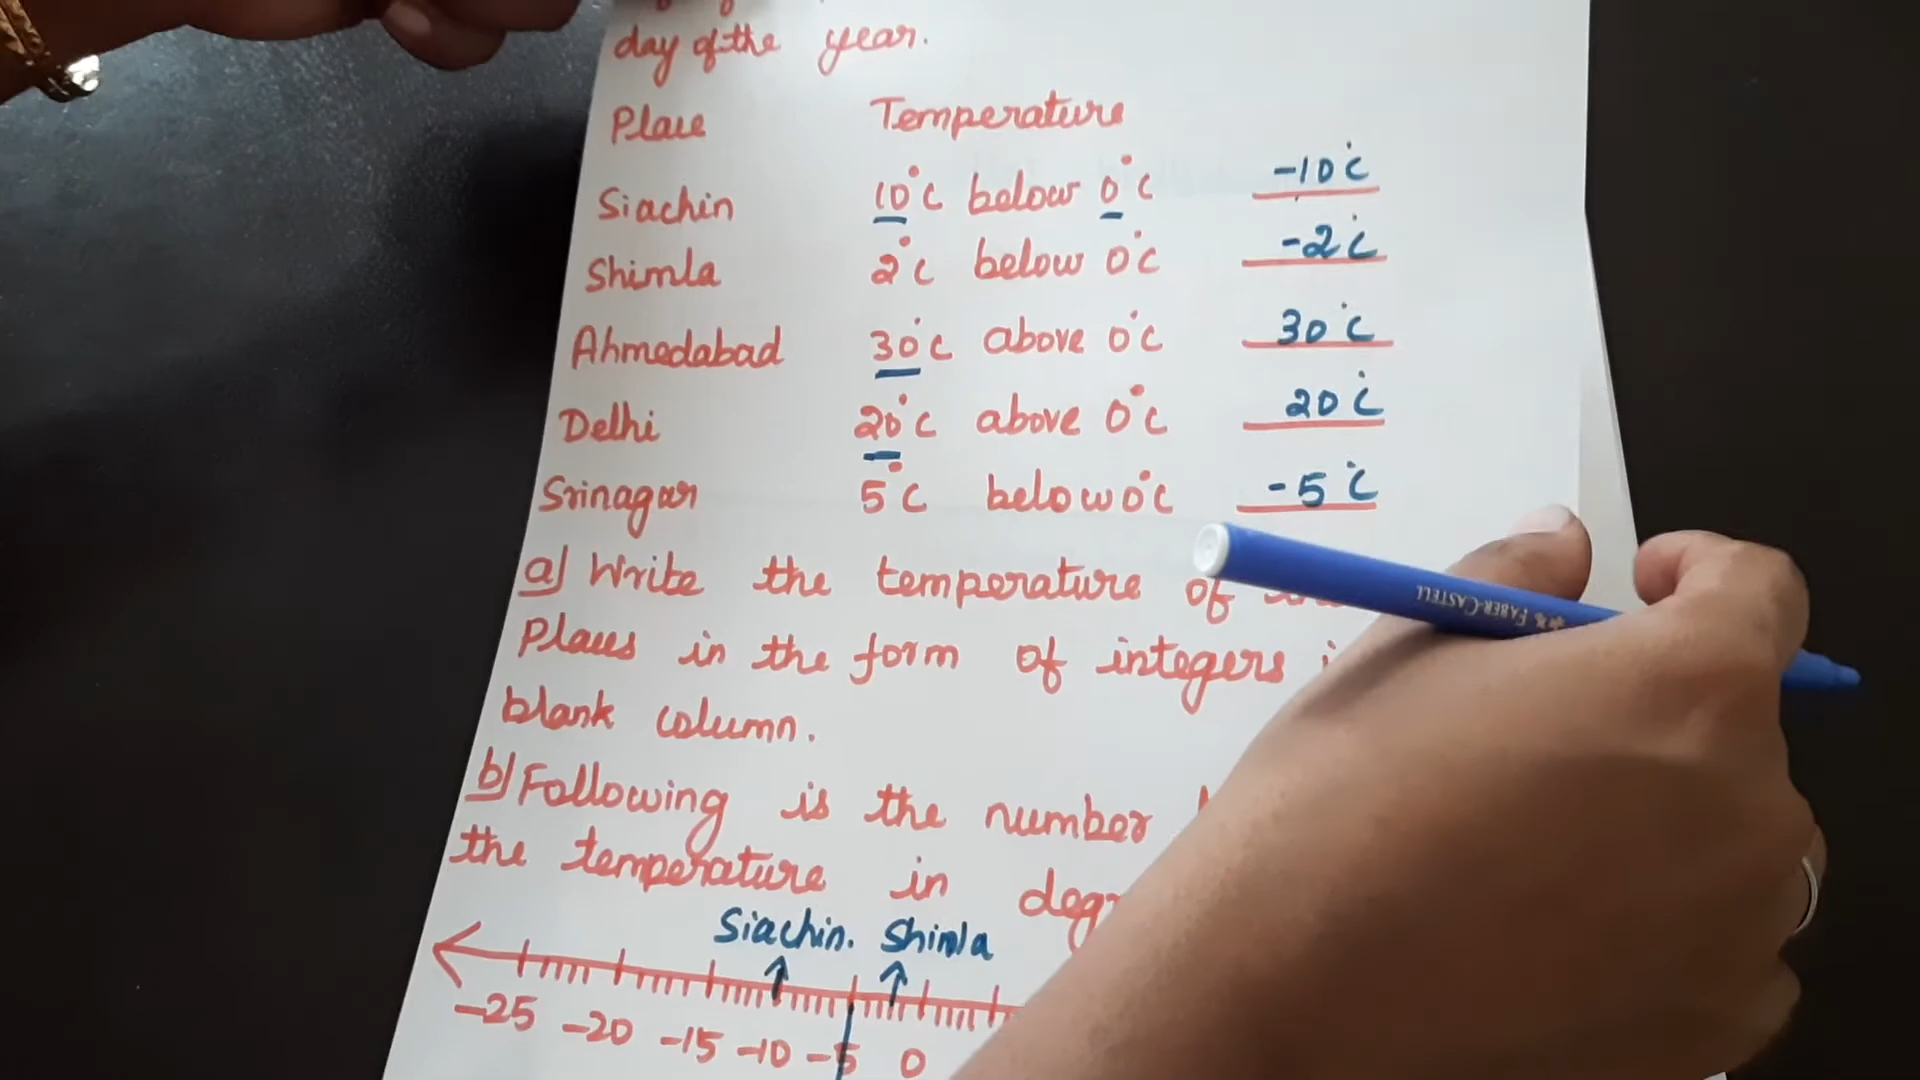 day of the year.
Place Temperature
Siachin 10°C below 0°C -10°C
Shimla 2°C below 0°C -2°C
Ahmedabad 30°C above 0°C 30°C
Delhi 20°C above 0°C 20°C
Srinagar 5°C below 0°C -5°C
a) Write the temperature of
FABER-CASTELL
Places in the form of integers
blank column.
b) Following is the number
the temperature in
Siachin. Shimla
-25 -20 -15 -10 -5 0